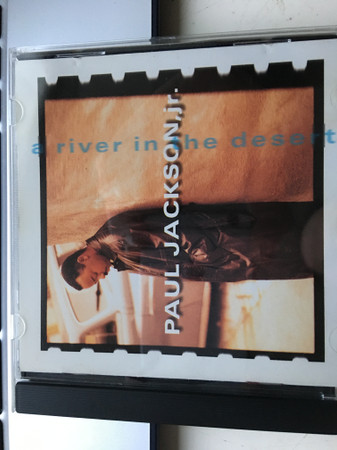 a river in the desert
PAUL JACKSON,jr.